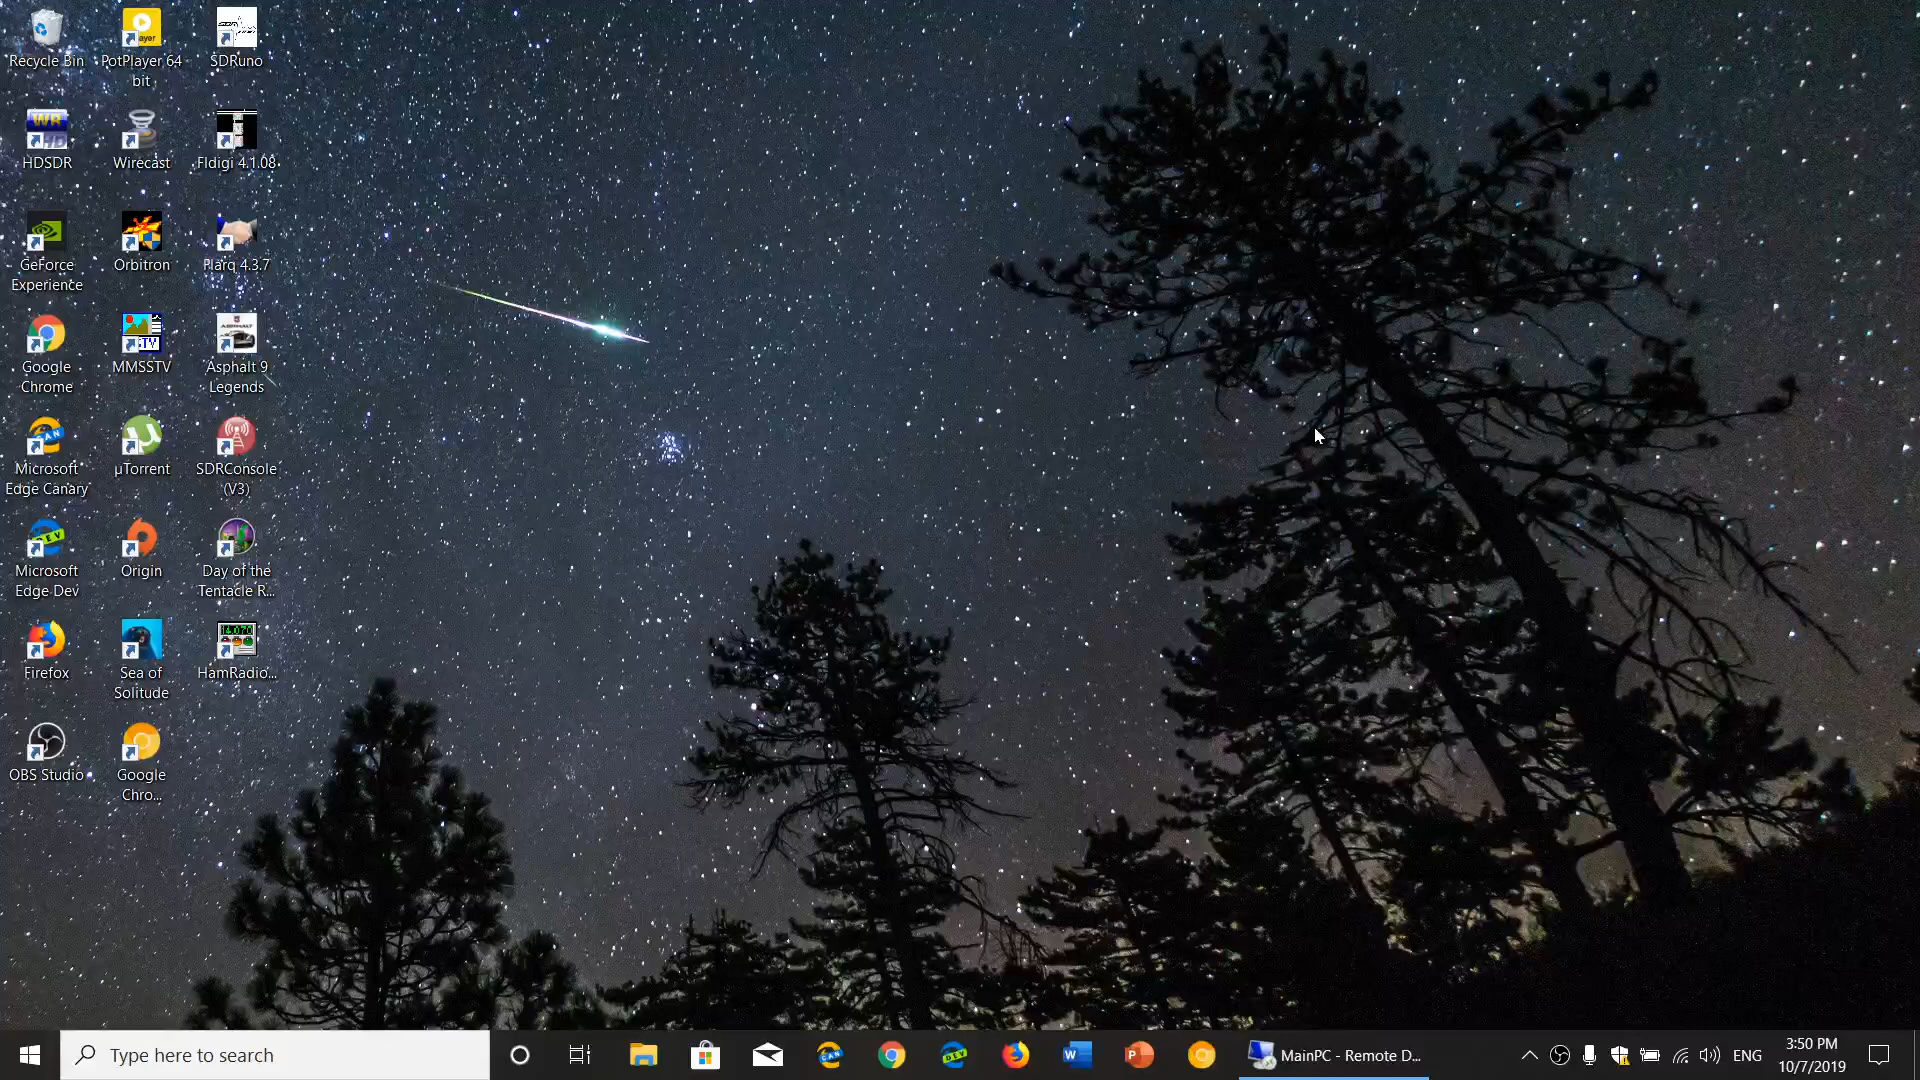 Recycle Bin
PotPlayer 64
bit
SDRuno
HDSDR
Wirecast
Fldigi 4.1.08
GeForce
Experience
Orbitron
Flarq 4.3.7
Google
Chrome
MMSSTV
Asphalt 9
Legends
Microsoft
Edge Canary
µTorrent
SDRConsole
(V3)
Microsoft
Edge Dev
Origin
Day of the
Tentacle R...
Firefox
Sea of
Solitude
HamRadio...
OBS Studio
Google
Chro...
Type here to search
MainPC - Remote D...
ENG
3:50 PM
10/7/2019